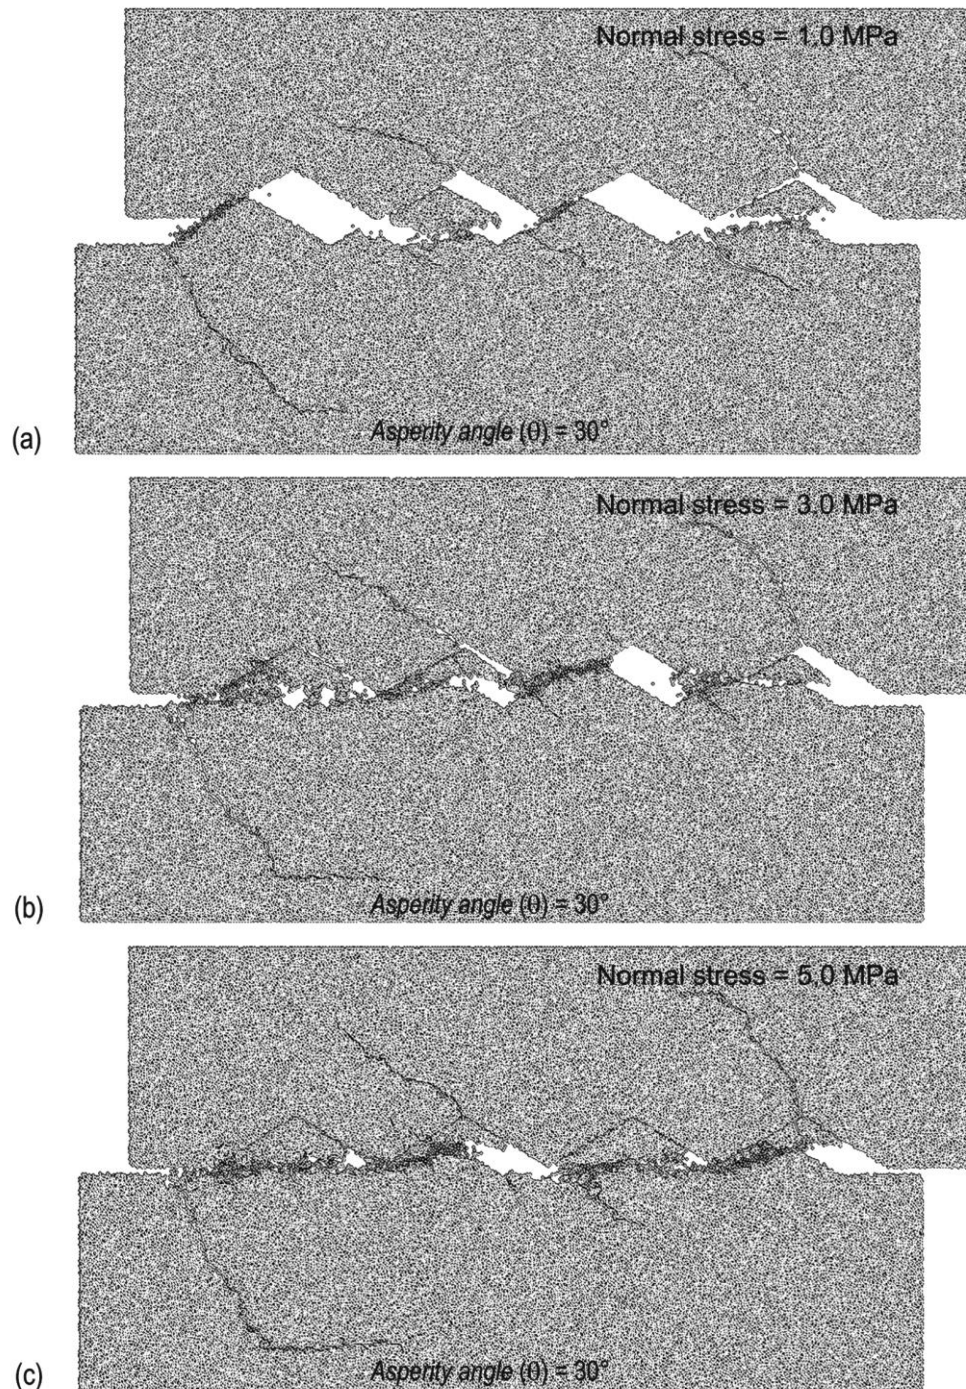 Normal stress = 1.0 MPa
(a)
Asperity angle (θ) = 30°
Normal stress = 3.0 MPa
(b)
Asperity angle (θ) = 30°
Normal stress = 5.0 MPa
(c)
Asperity angle (θ) = 30°